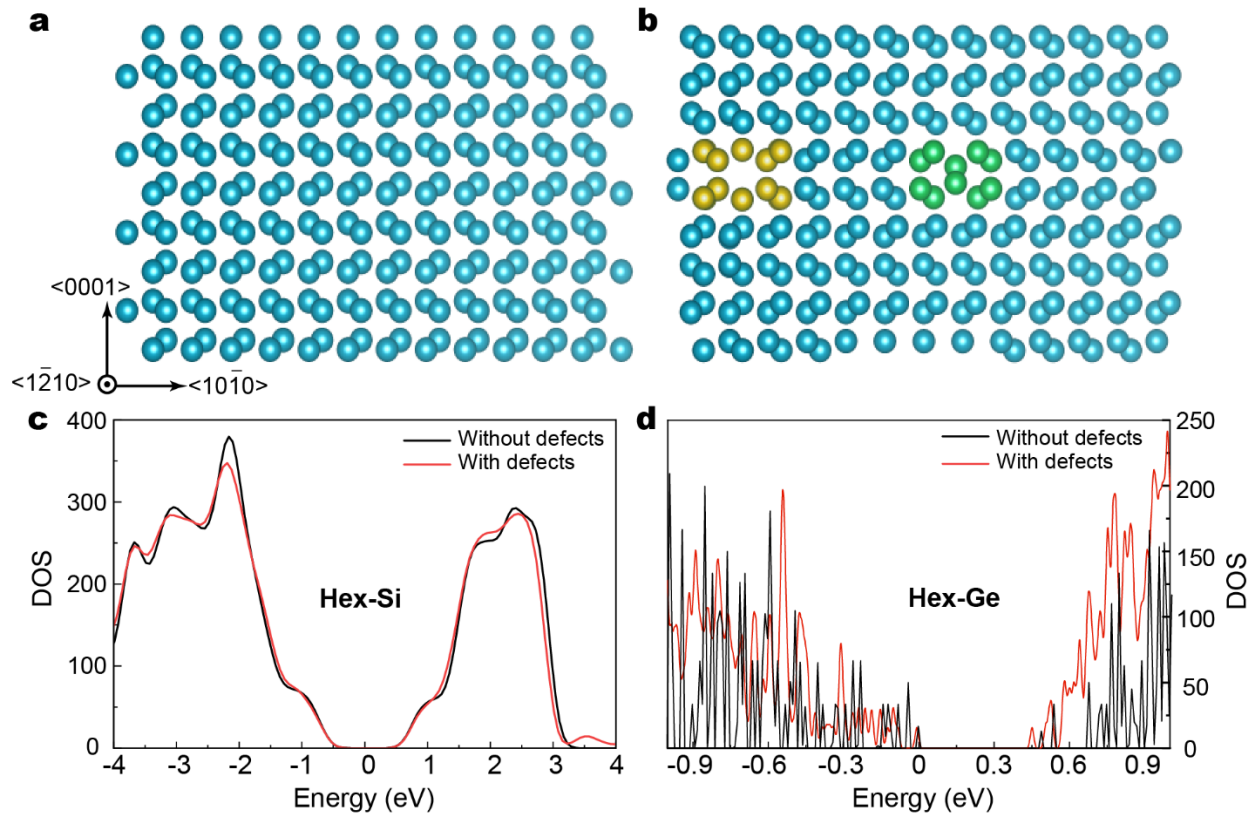 a
b
<0001>
<12̄10>
<101̄0>
c
400
300
200
100
0
DOS
Without defects
With defects
Hex-Si
-4 -3 -2 -1 0 1 2 3 4
Energy (eV)
d
Without defects
With defects
Hex-Ge
250
200
150
100
50
0
DOS
-0.9 -0.6 -0.3 0 0.3 0.6 0.9
Energy (eV)